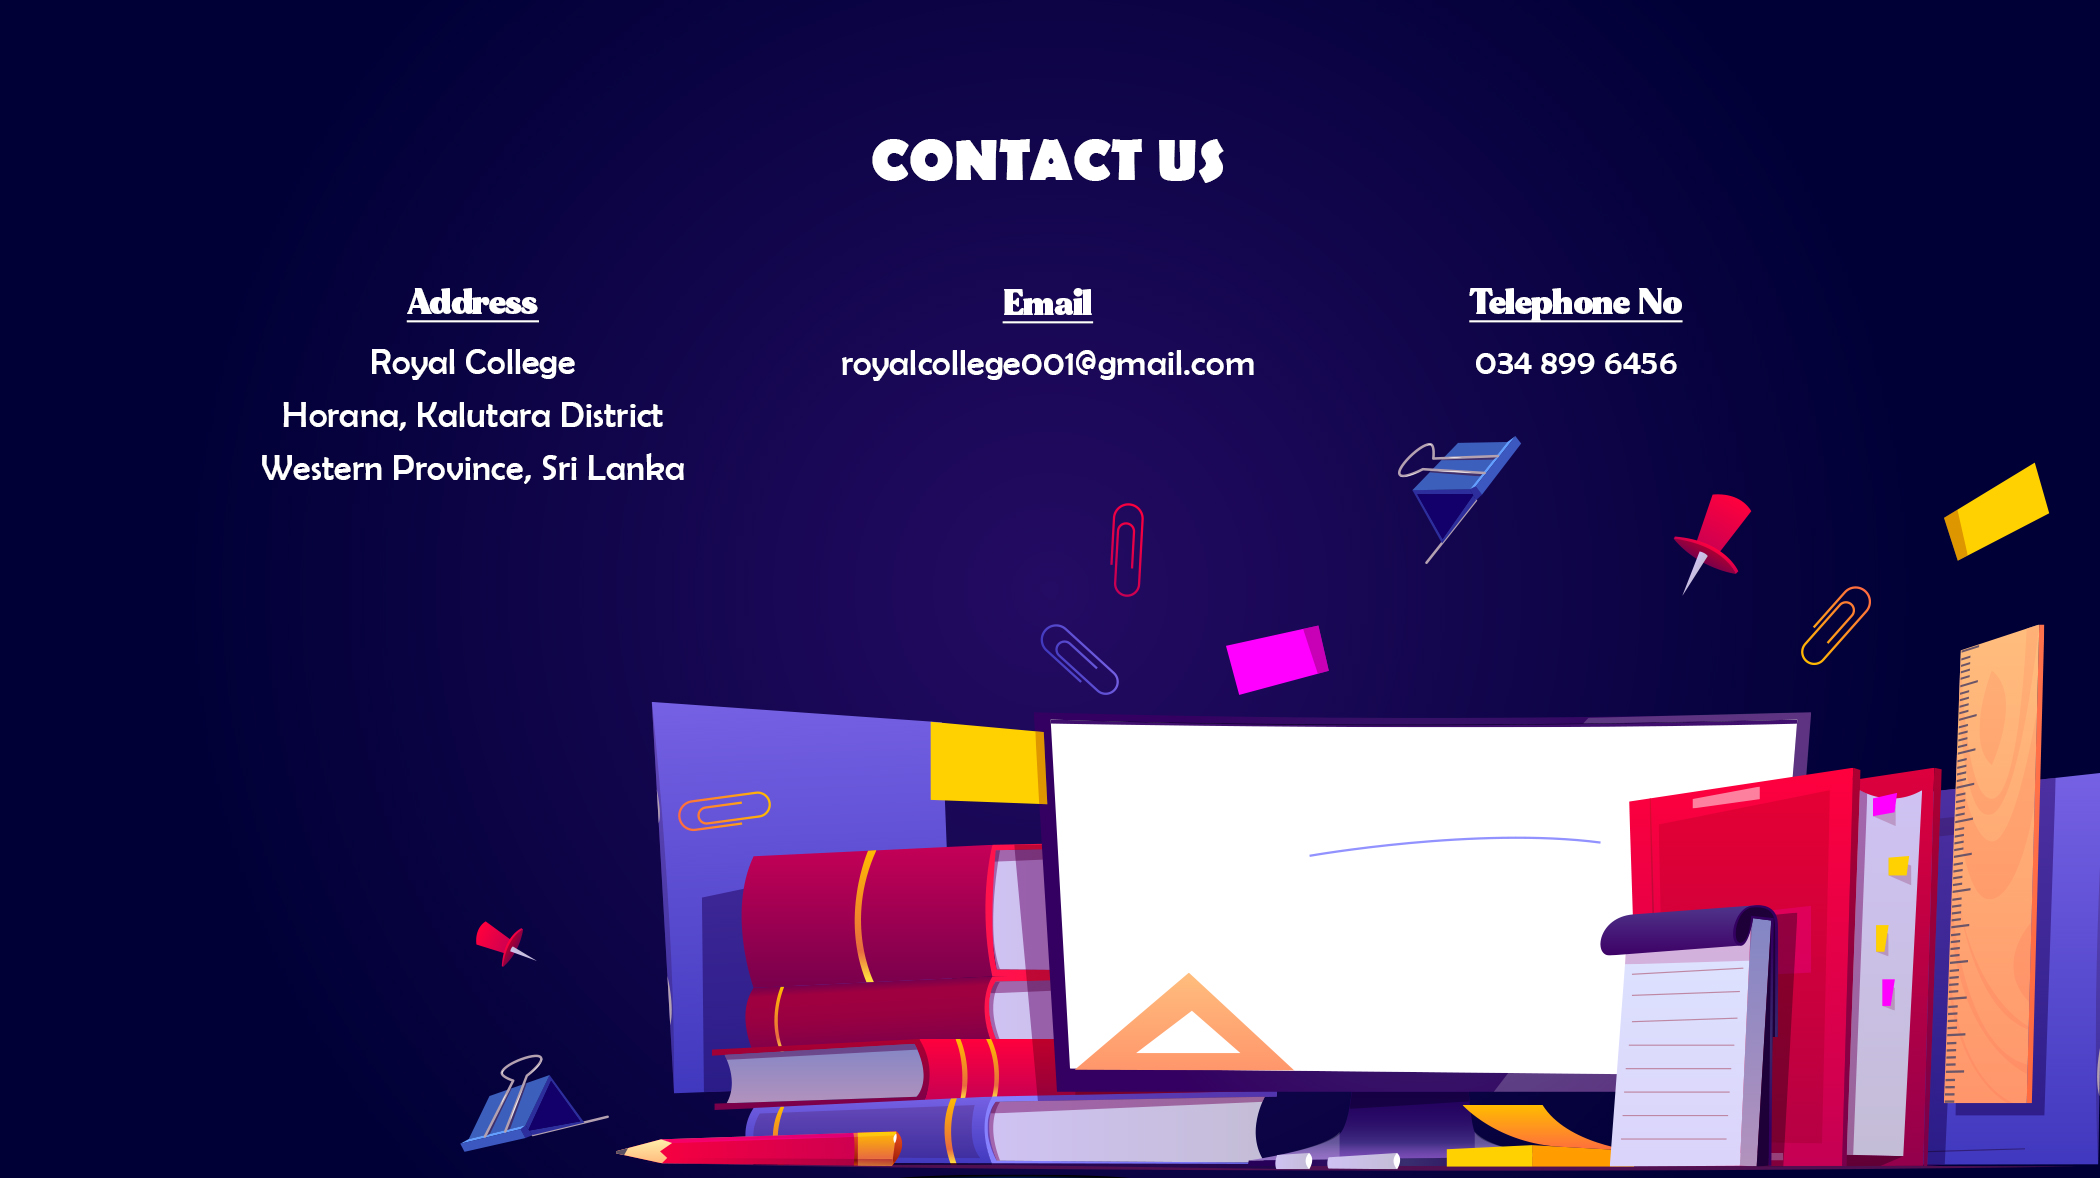 CONTACT US
Address
Royal College
Horana, Kalutara District
Western Province, Sri Lanka
Email
royalcollege001@gmail.com
Telephone No
034 899 6456